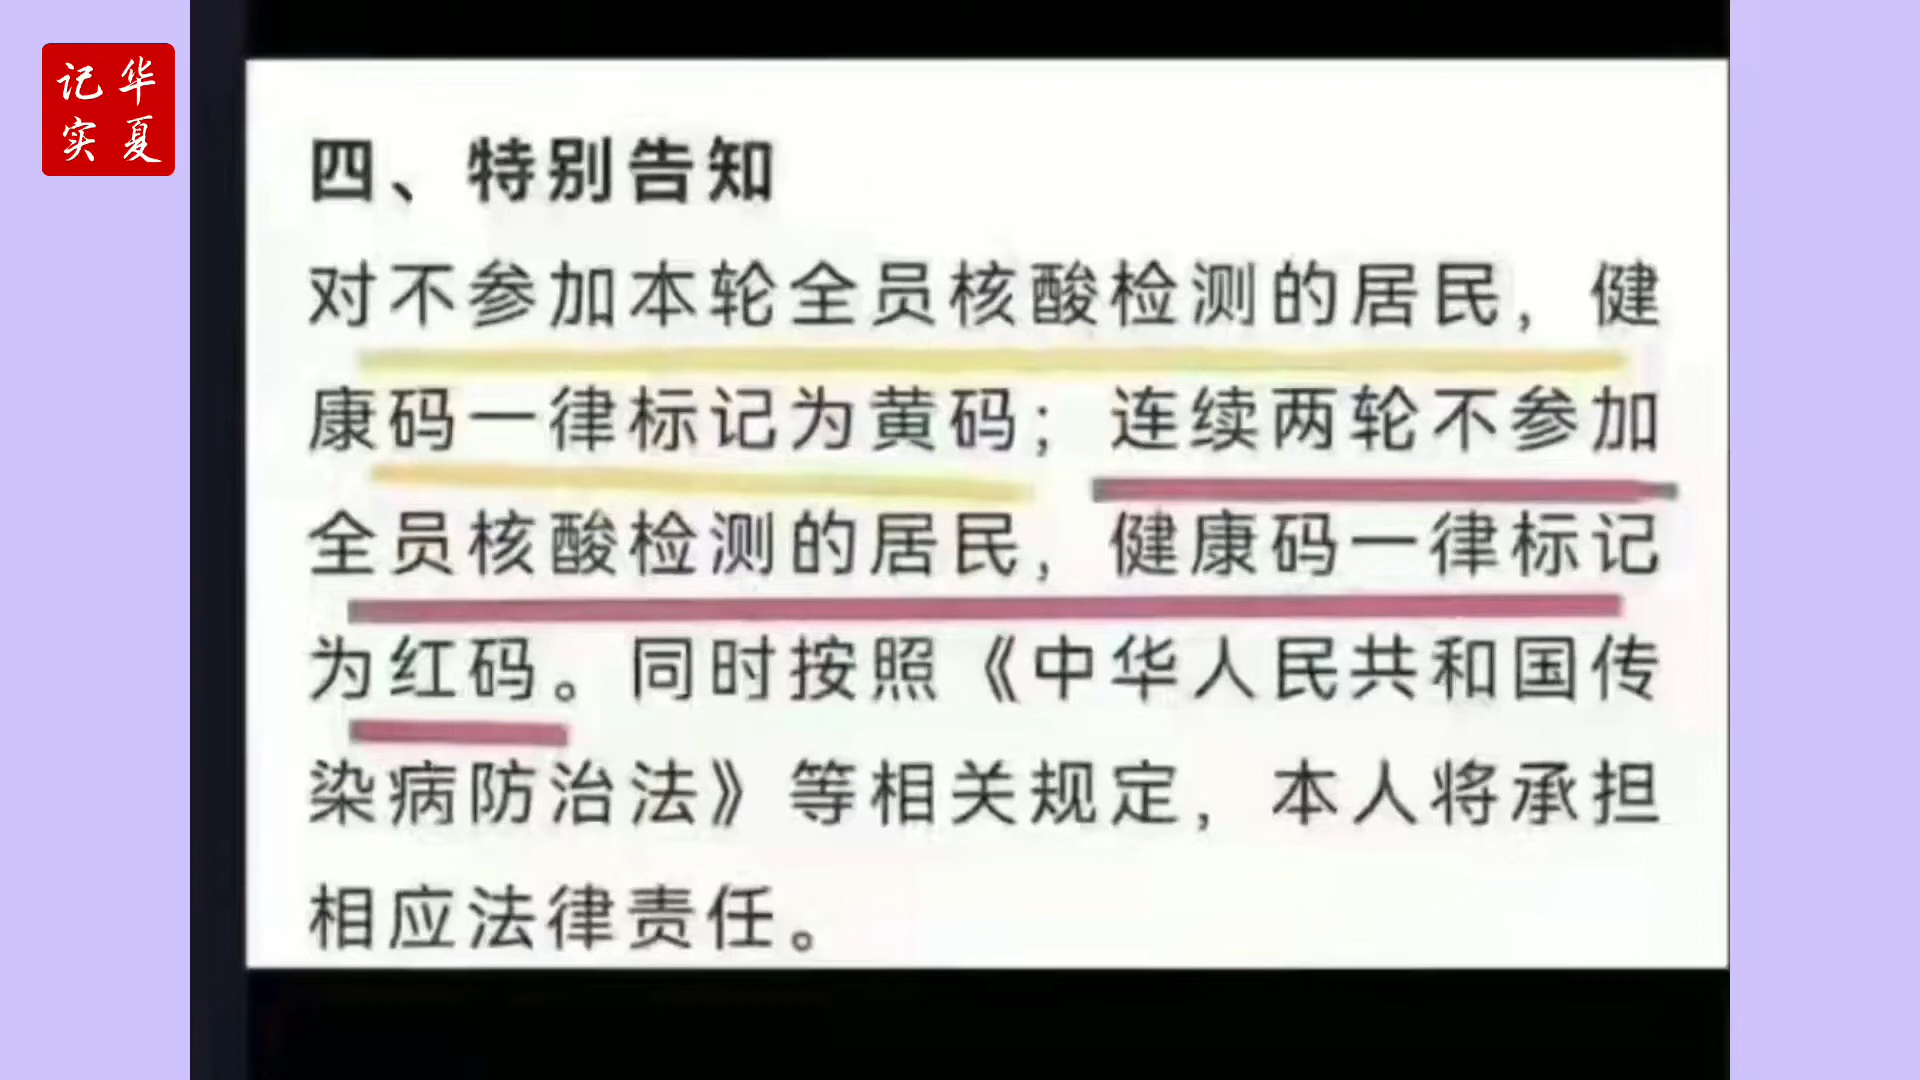 华夏
记实
四、特别告知
对不参加本轮全员核酸检测的居民，健
康码一律标记为黄码；连续两轮不参加
全员核酸检测的居民，健康码一律标记
为红码。同时按照《中华人民共和国传
染病防治法》等相关规定，本人将承担
相应法律责任。